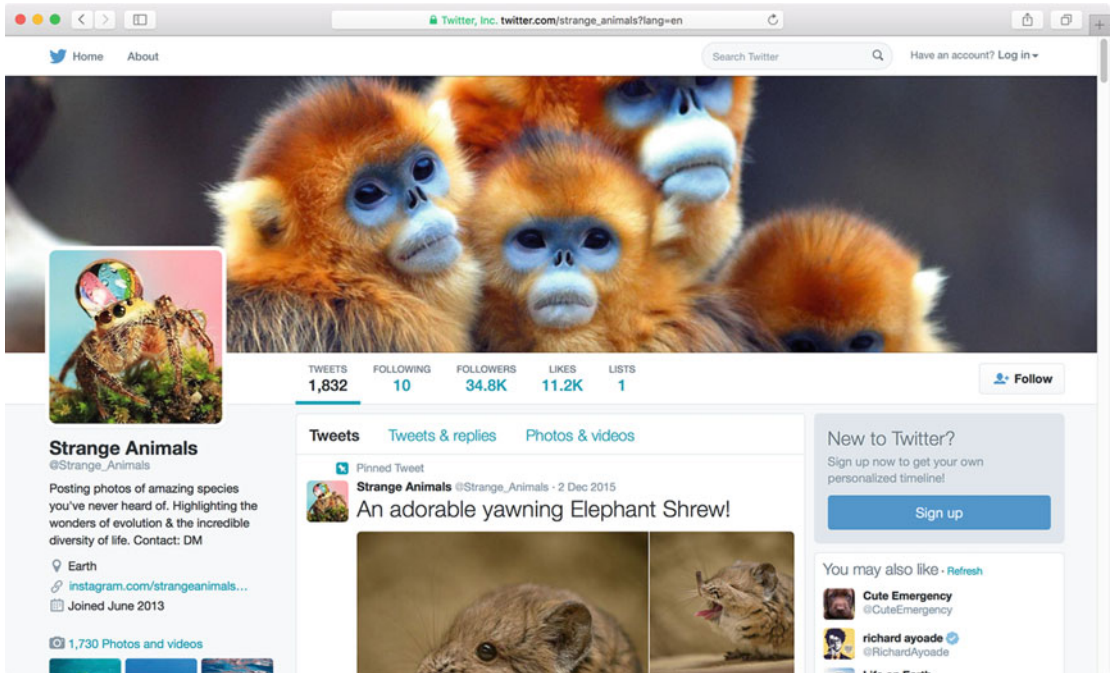 Twitter, Inc. twitter.com/strange_animals?lang=en
Home About
Search Twitter
Have an account? Log in
TWEETS FOLLOWING FOLLOWERS LIKES LISTS
1,832 10 34.8K 11.2K 1
Follow
Strange Animals
@Strange_Animals
Posting photos of amazing species
you've never heard of. Highlighting the
wonders of evolution & the incredible
diversity of life. Contact: DM
Earth
instagram.com/strangeanimals...
Joined June 2013
1,730 Photos and videos
Tweets Tweets & replies Photos & videos
Pinned Tweet
Strange Animals @Strange_Animals - 2 Dec 2015
An adorable yawning Elephant Shrew!
New to Twitter?
Sign up now to get your own
personalized timeline!
Sign up
You may also like · Refresh
Cute Emergency
@CuteEmergency
richard ayoade
@RichardAyoade
Life on Earth